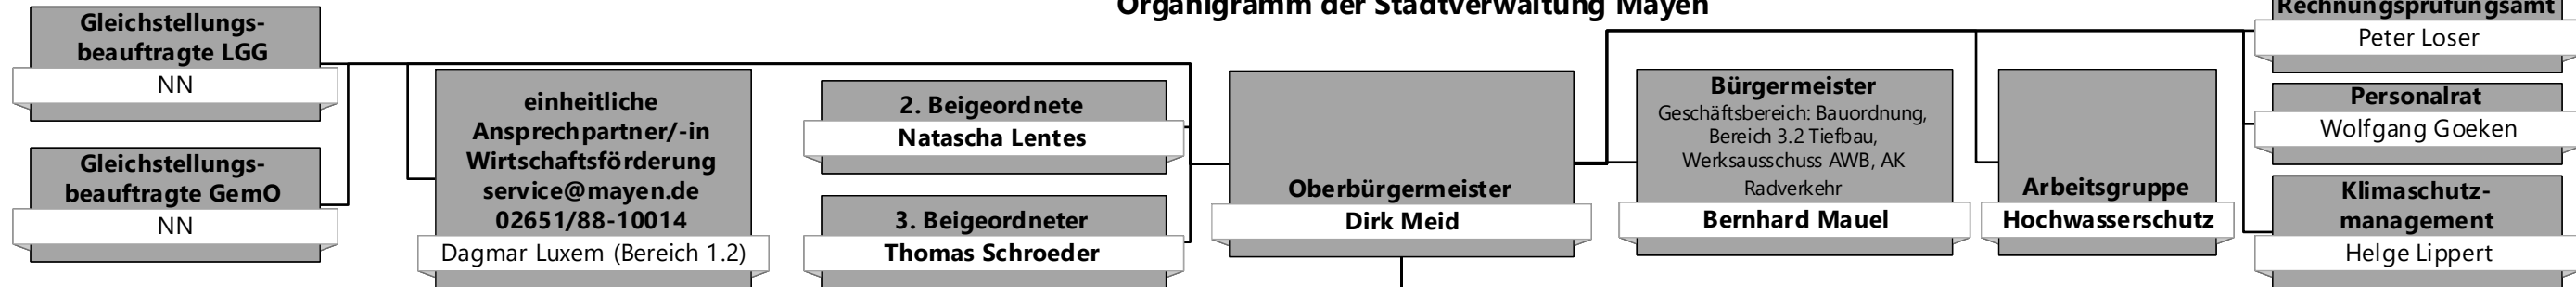 Organigramm der Stadtverwaltung Mayen
Gleichstellungs-
beauftragte LGG
NN
Gleichstellungs-
beauftragte GemO
NN
einheitliche
Ansprechpartner/-in
Wirtschaftsförderung
service@mayen.de
02651/88-10014
Dagmar Luxem (Bereich 1.2)
2. Beigeordnete
Natascha Lentes
3. Beigeordneter
Thomas Schroeder
Oberbürgermeister
Dirk Meid
Bürgermeister
Geschäftsbereich: Bauordnung,
Bereich 3.2 Tiefbau,
Werksausschuss AWB, AK
Radverkehr
Bernhard Mauel
Arbeitsgruppe
Hochwasserschutz
Rechnungsprüfungsamt
Peter Loser
Personalrat
Wolfgang Goeken
Klimaschutz-
management
Helge Lippert